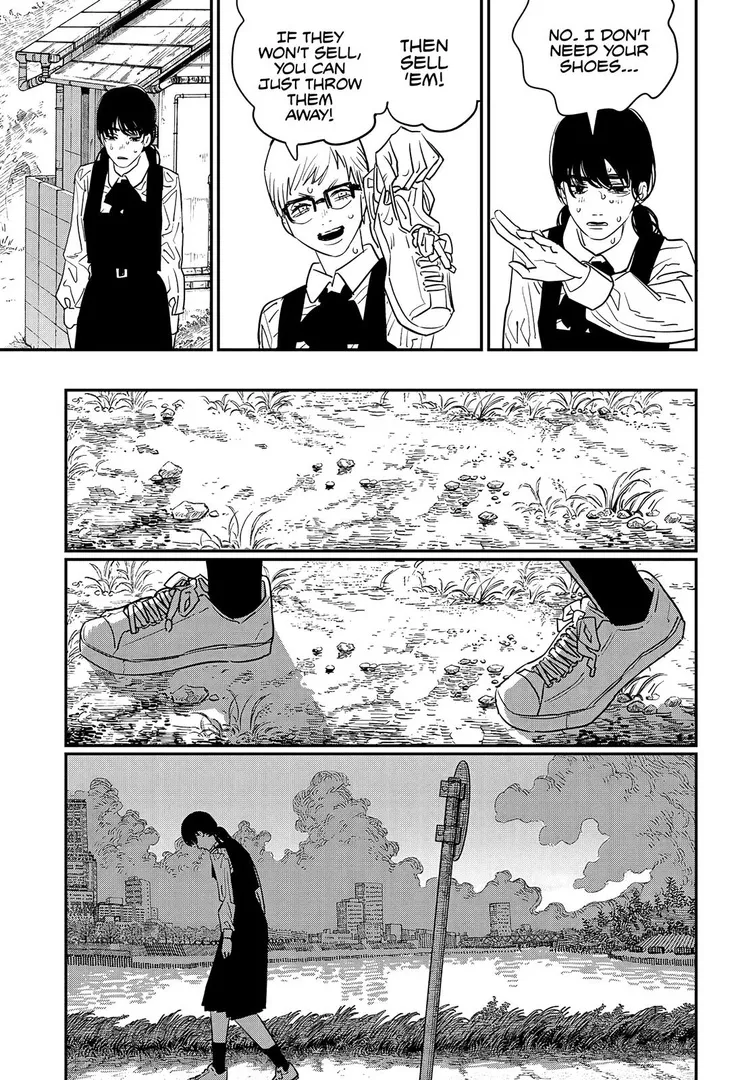 NO. I DON'T
NEED YOUR
SHOES...
THEN
SELL
'EM!
IF THEY
WON'T SELL,
YOU CAN
JUST THROW
THEM
AWAY!